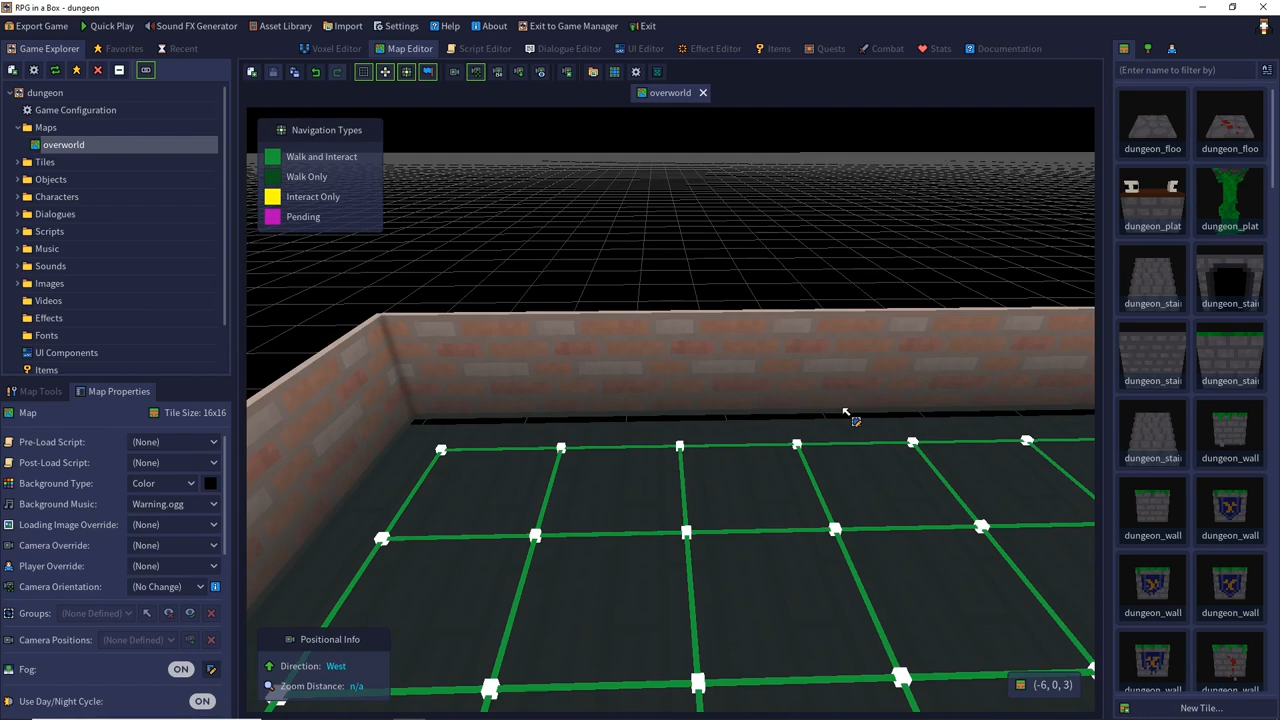 RPG in a Box - dungeon
Export Game Quick Play Sound FX Generator Asset Library Import Settings Help About Exit to Game Manager Exit
Game Explorer Favorites Recent Voxel Editor Map Editor Script Editor Dialogue Editor UI Editor Effect Editor Items Quests Combat Stats Documentation
dungeon
Game Configuration
Maps
overworld
Tiles
Objects
Characters
Dialogues
Scripts
Music
Sounds
Images
Videos
Effects
Fonts
UI Components
Items
Map Tools Map Properties
Map Tile Size: 16x16
Pre-Load Script: (None)
Post-Load Script: (None)
Background Type: Color
Background Music: Warning.ogg
Loading Image Override: (None)
Camera Override: (None)
Player Override: (None)
Camera Orientation: (No Change)
Groups: (None Defined)
Camera Positions: (None Defined)
Fog: ON
Use Day/Night Cycle: ON
overworld
Navigation Types
Walk and Interact
Walk Only
Interact Only
Pending
Positional Info
Direction: West
Zoom Distance: n/a
(-6, 0, 3)
(Enter name to filter by)
dungeon_floo dungeon_floo
dungeon_plat dungeon_plat
dungeon_stai dungeon_stai
dungeon_stai dungeon_stai
dungeon_stai dungeon_wall
dungeon_wall dungeon_wall
dungeon_wall dungeon_wall
dungeon_wall dungeon_wall
New Tile...